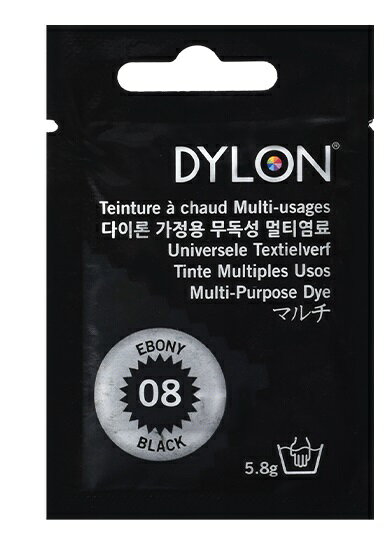 DYLON®
Teinture à chaud Multi-usages
다이론 가정용 무독성 멀티염료
Universele Textielverf
Tinte Multiples Usos
Multi-Purpose Dye
マルチ
EBONY
08
BLACK
5.8g